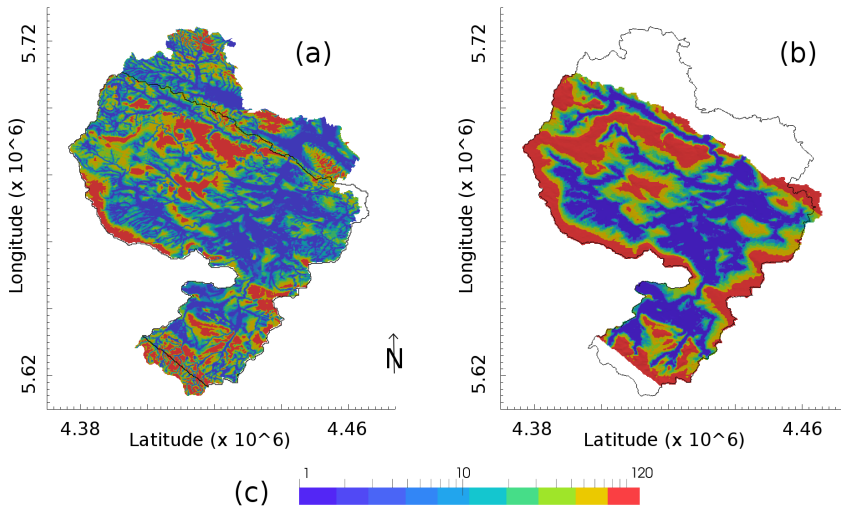 (a)
(b)
5.72
5.72
Longitude (x 10^6)
Longitude (x 10^6)
N
5.62
5.62
4.38
4.46
4.38
4.46
Latitude (x 10^6)
Latitude (x 10^6)
(c)
1
10
120